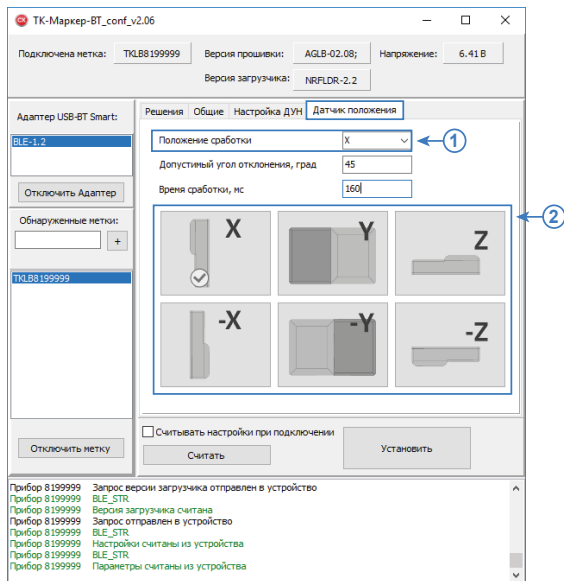 ТК-Маркер-BT_conf_v2.06
Подключена метка: TKLB8199999 Версия прошивки: AGLB-02.08; Напряжение: 6.41 В
Версия загрузчика: NRFLDR-2.2
Адаптер USB-BT Smart:
BLE-1.2
Отключить Адаптер
Обнаруженные метки:
+
TKLB8199999
Отключить метку
Решения Общие Настройка ДУН Датчик положения
Положение сработки X 1
Допустимый угол отклонения, град 45
Время сработки, мс 160
2
X Y Z
-X -Y -Z
Считывать настройки при подключении
Считать Установить
Прибор 8199999 Запрос версии загрузчика отправлен в устройство
Прибор 8199999 BLE_STR
Прибор 8199999 Версия загрузчика считана
Прибор 8199999 Запрос отправлен в устройство
Прибор 8199999 BLE_STR
Прибор 8199999 Настройки считаны из устройства
Прибор 8199999 BLE_STR
Прибор 8199999 Параметры считаны из устройства